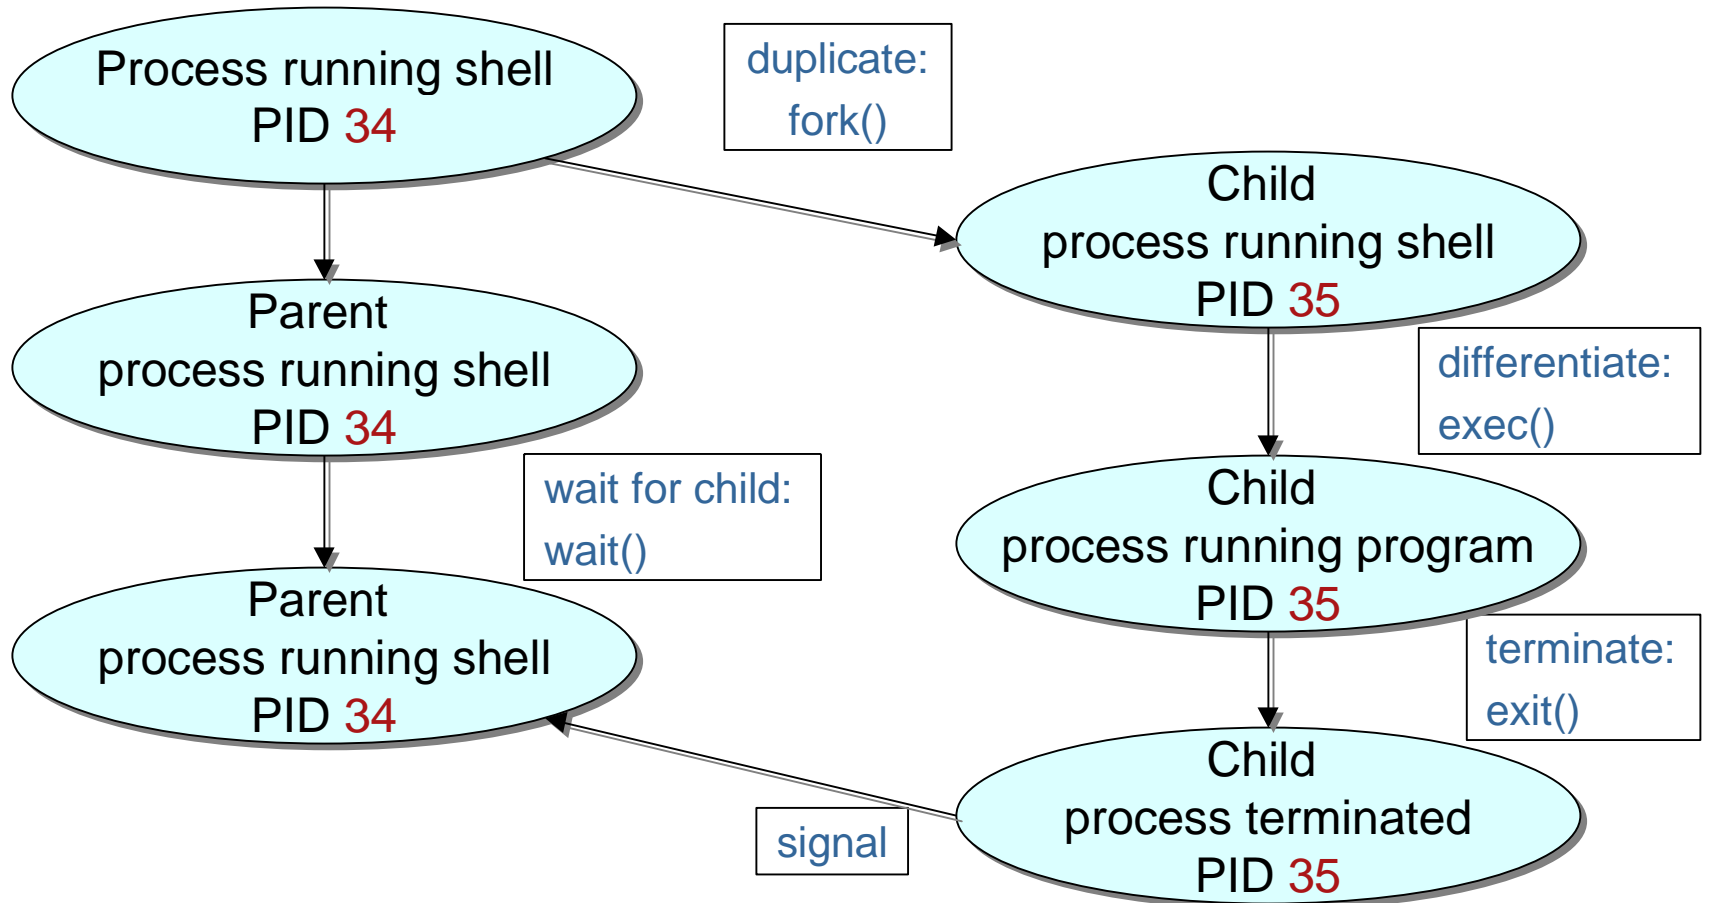 Process running shell
PID 34
duplicate:
fork()
Child
process running shell
PID 35
Parent
process running shell
PID 34
differentiate:
exec()
wait for child:
wait()
Child
process running program
PID 35
Parent
process running shell
PID 34
terminate:
exit()
Child
process terminated
PID 35
signal